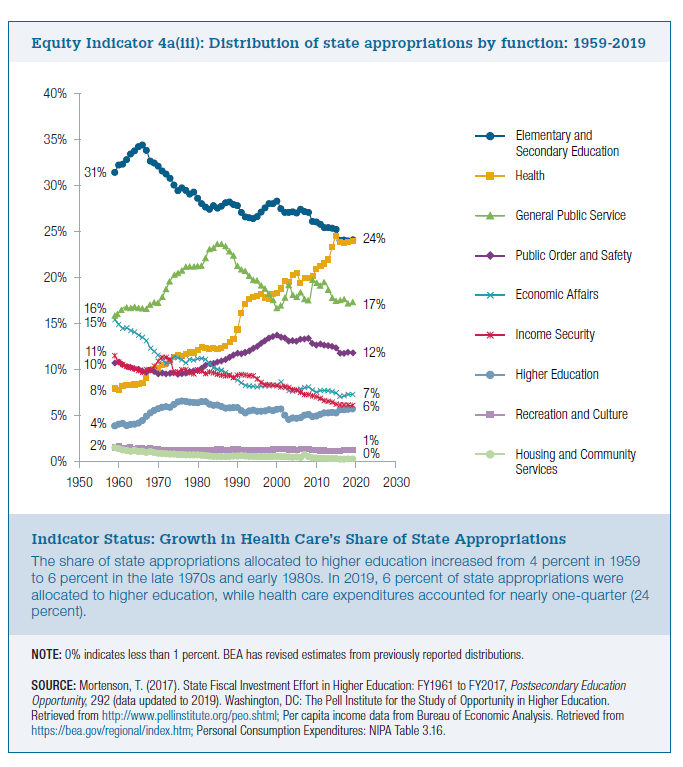 Equity Indicator 4a(iii): Distribution of state appropriations by function: 1959-2019
40%
35%
30%
25%
20%
15%
10%
5%
0%
31%
16%
15%
11%
10%
8%
4%
2%
24%
17%
12%
7%
6%
1%
0%
1950 1960 1970 1980 1990 2000 2010 2020 2030
Elementary and
Secondary Education
Health
General Public Service
Public Order and Safety
Economic Affairs
Income Security
Higher Education
Recreation and Culture
Housing and Community
Services
Indicator Status: Growth in Health Care's Share of State Appropriations
The share of state appropriations allocated to higher education increased from 4 percent in 1959
to 6 percent in the late 1970s and early 1980s. In 2019, 6 percent of state appropriations were
allocated to higher education, while health care expenditures accounted for nearly one-quarter (24
percent).
NOTE: 0% indicates less than 1 percent. BEA has revised estimates from previously reported distributions.
SOURCE: Mortenson, T. (2017). State Fiscal Investment Effort in Higher Education: FY1961 to FY2017, Postsecondary Education
Opportunity, 292 (data updated to 2019). Washington, DC: The Pell Institute for the Study of Opportunity in Higher Education.
Retrieved from http://www.pellinstitute.org/peo.shtml; Per capita income data from Bureau of Economic Analysis. Retrieved from
https://bea.gov/regional/index.htm; Personal Consumption Expenditures: NIPA Table 3.16.